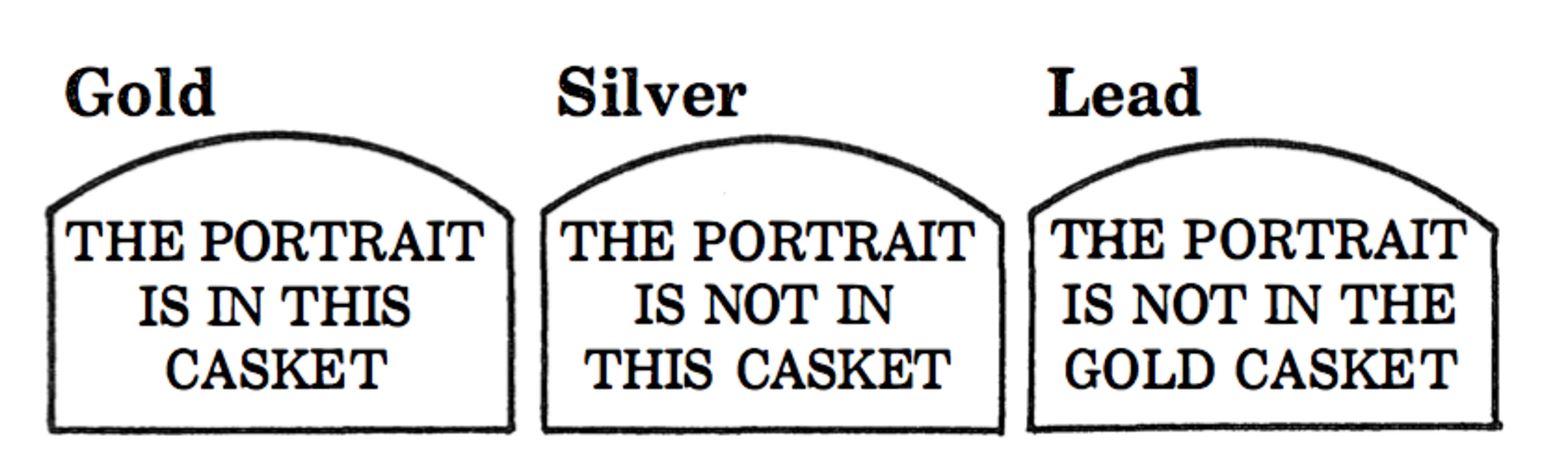 Gold
THE PORTRAIT
IS IN THIS
CASKET
Silver
THE PORTRAIT
IS NOT IN
THIS CASKET
Lead
THE PORTRAIT
IS NOT IN THE
GOLD CASKET